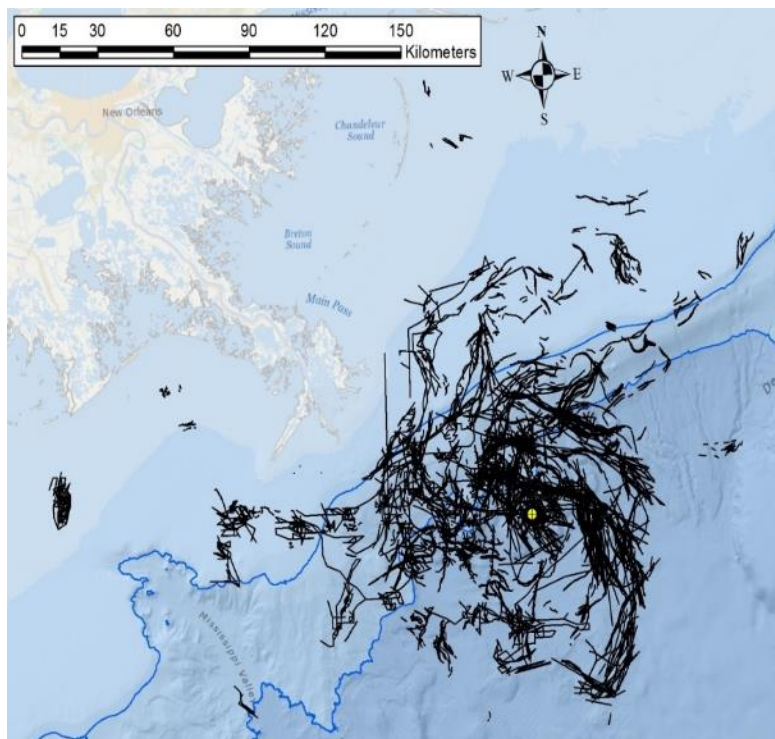 0 15 30 60 90 120 150
Kilometers
N
W E
S
New Orleans
Chandeleur
Sound
Breton
Sound
Main Pass
Mississippi Valley